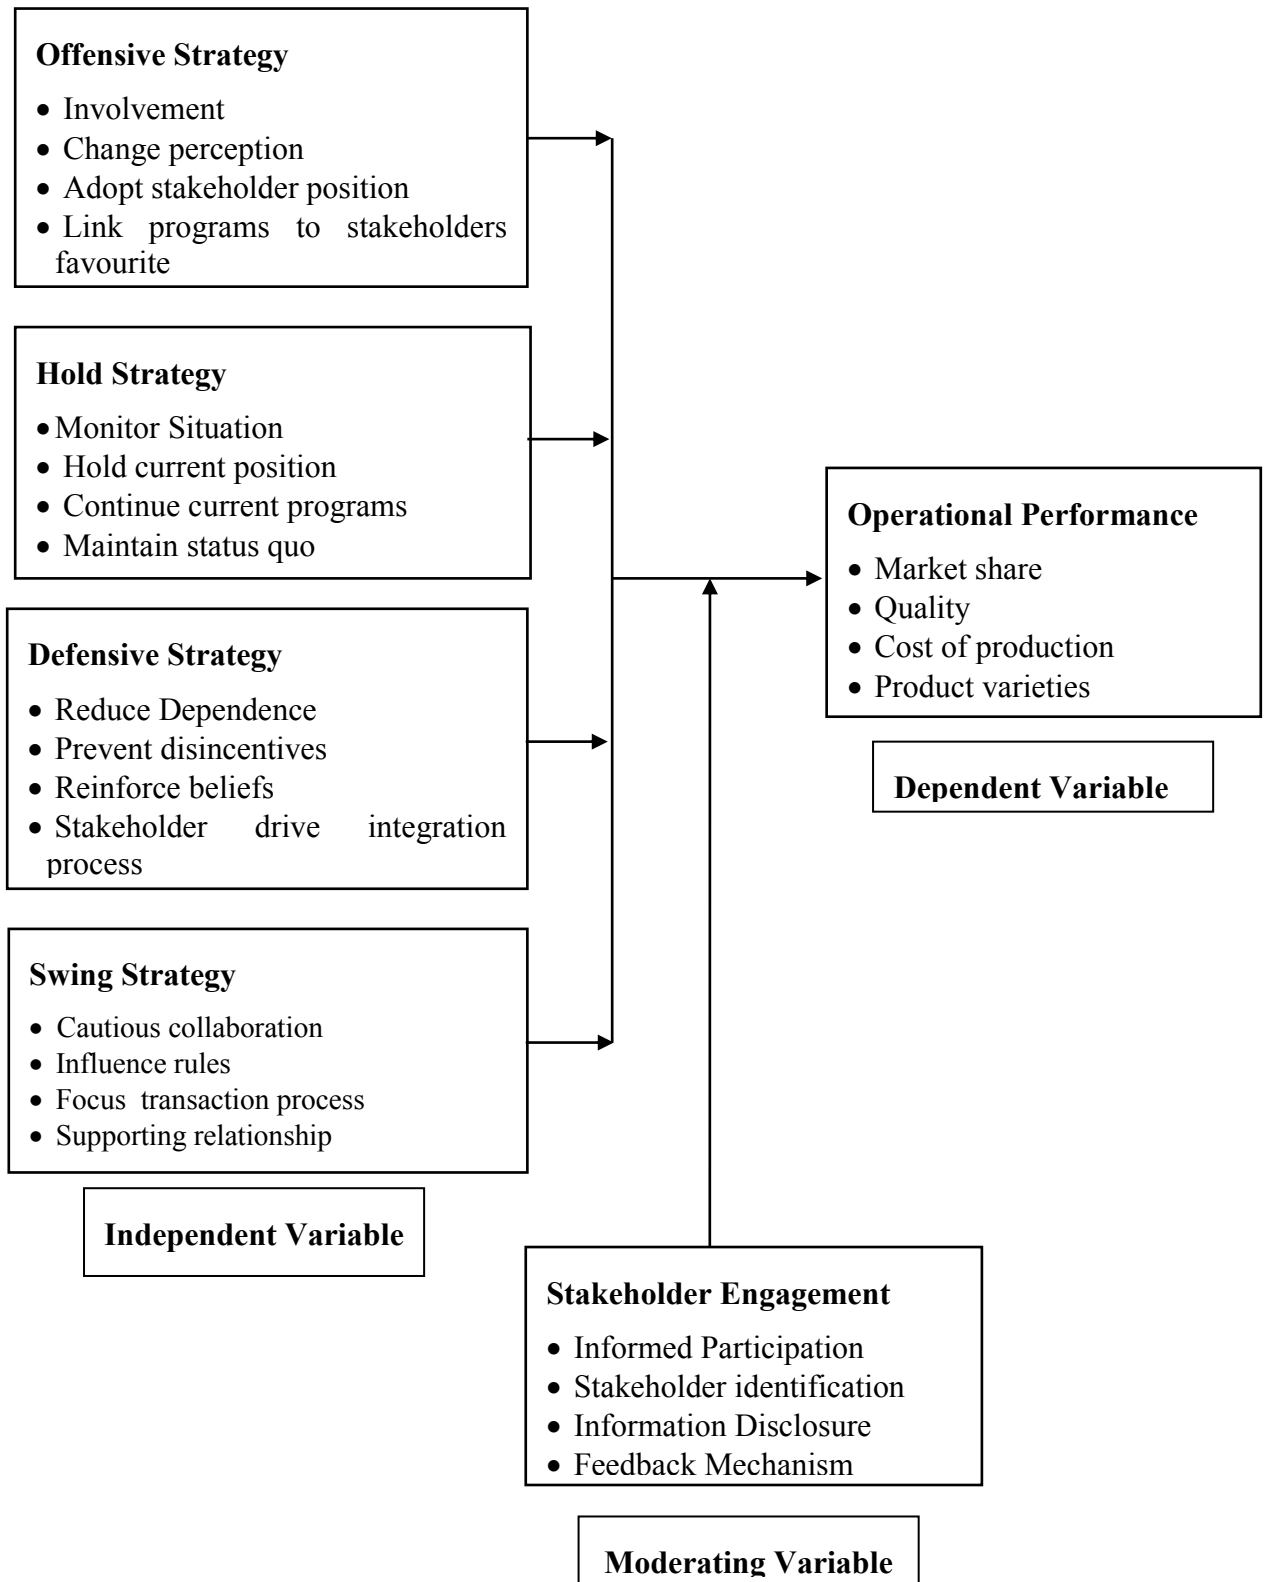 Offensive Strategy
• Involvement
• Change perception
• Adopt stakeholder position
• Link programs to stakeholders
favourite
Hold Strategy
• Monitor Situation
• Hold current position
• Continue current programs
• Maintain status quo
Defensive Strategy
• Reduce Dependence
• Prevent disincentives
• Reinforce beliefs
• Stakeholder drive integration
process
Swing Strategy
• Cautious collaboration
• Influence rules
• Focus transaction process
• Supporting relationship
Independent Variable
Operational Performance
• Market share
• Quality
• Cost of production
• Product varieties
Dependent Variable
Stakeholder Engagement
• Informed Participation
• Stakeholder identification
• Information Disclosure
• Feedback Mechanism
Moderating Variable